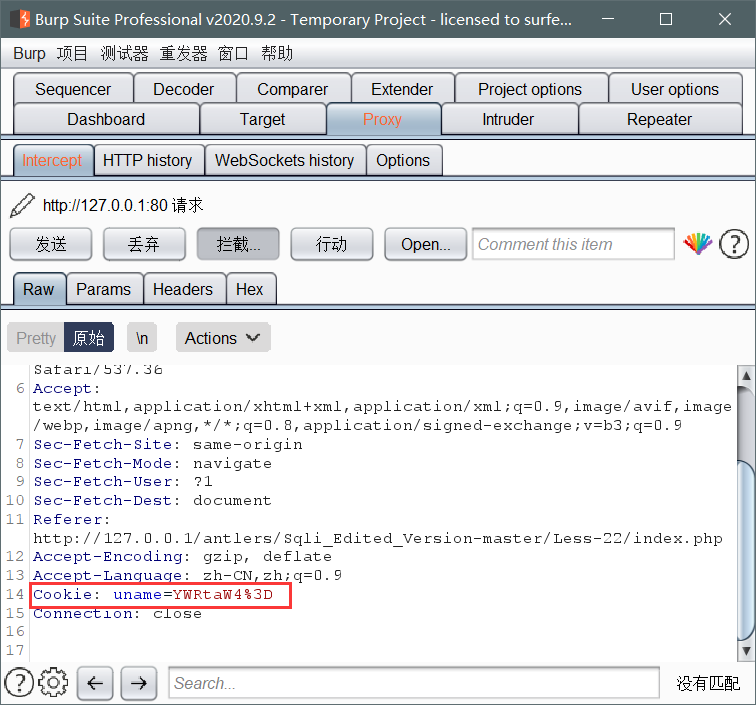 Burp Suite Professional v2020.9.2 - Temporary Project - licensed to surfe...
Burp 项目 测试器 重发器 窗口 帮助
Sequencer Decoder Comparer Extender Project options User options
Dashboard Target Proxy Intruder Repeater
Intercept HTTP history WebSockets history Options
http://127.0.0.1:80 请求
发送 丢弃 拦截... 行动 Open... Comment this item ?
Raw Params Headers Hex
Pretty 原始 \n Actions
Safari/537.36
6 Accept:
text/html,application/xhtml+xml,application/xml;q=0.9,image/avif,image
/webp,image/apng,*/*;q=0.8,application/signed-exchange;v=b3;q=0.9
7 Sec-Fetch-Site: same-origin
8 Sec-Fetch-Mode: navigate
9 Sec-Fetch-User: ?1
10 Sec-Fetch-Dest: document
11 Referer:
http://127.0.0.1/antlers/Sqli_Edited_Version-master/Less-22/index.php
12 Accept-Encoding: gzip, deflate
13 Accept-Language: zh-CN,zh;q=0.9
14 Cookie: uname=YWRtaW4%3D
15 Connection: close
16
17
? Search... 没有匹配